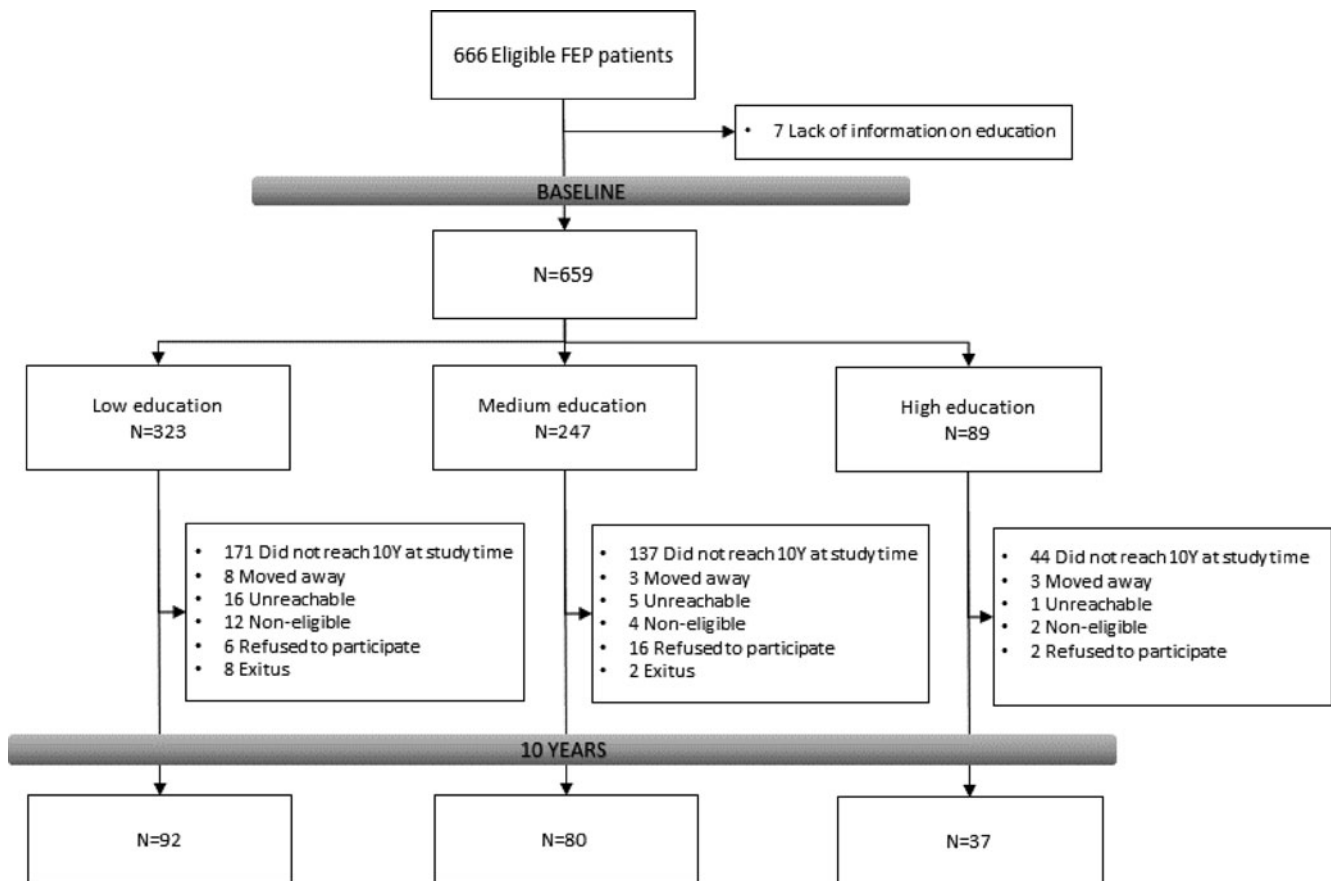 666 Eligible FEP patients
• 7 Lack of information on education
BASELINE
N=659
Low education
N=323
Medium education
N=247
High education
N=89
• 171 Did not reach 10Y at study time
• 8 Moved away
• 16 Unreachable
• 12 Non-eligible
• 6 Refused to participate
• 8 Exitus
• 137 Did not reach 10Y at study time
• 3 Moved away
• 5 Unreachable
• 4 Non-eligible
• 16 Refused to participate
• 2 Exitus
• 44 Did not reach 10Y at study time
• 3 Moved away
• 1 Unreachable
• 2 Non-eligible
• 2 Refused to participate
10 YEARS
N=92
N=80
N=37